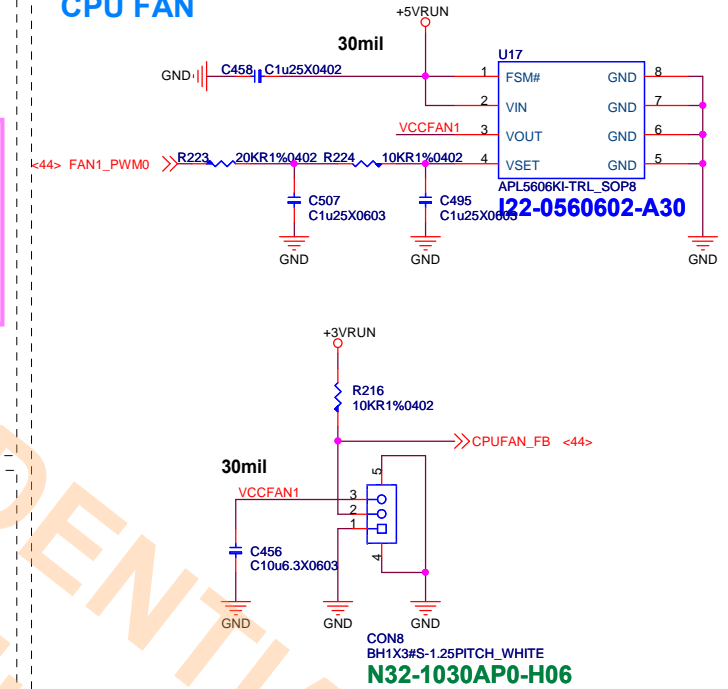 CPU FAN
+5VRUN
30mil
U17
GND
C458
C1u25X0402
1
FSM#
GND
8
2
VIN
GND
7
VCCFAN1
3
VOUT
GND
6
<44>
FAN1_PWM0
R223
20KR1%0402
R224
10KR1%0402
4
VSET
GND
5
APL5606KI-TRL_SOP8
I22-0560602-A30
C507
C1u25X0603
C495
C1u25X0603
GND
GND
GND
+3VRUN
R216
10KR1%0402
CPUFAN_FB
<44>
30mil
VCCFAN1
5
3
2
1
4
C456
C10u6.3X0603
GND
GND
GND
CON8
BH1X3#S-1.25PITCH_WHITE
N32-1030AP0-H06
DENTIA